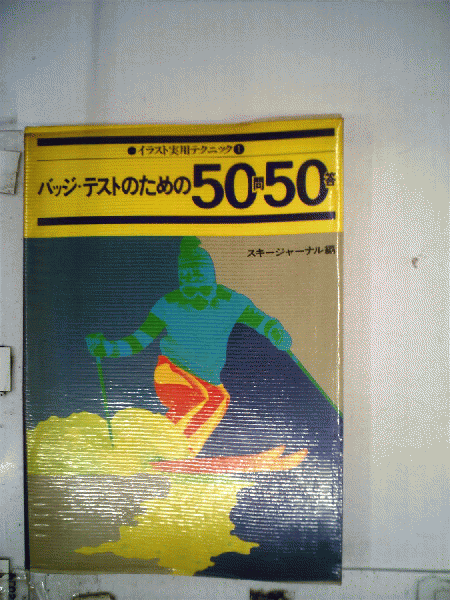 ●イラスト実用テクニック①
バッジ・テストのための50問50答
スキージャーナル編